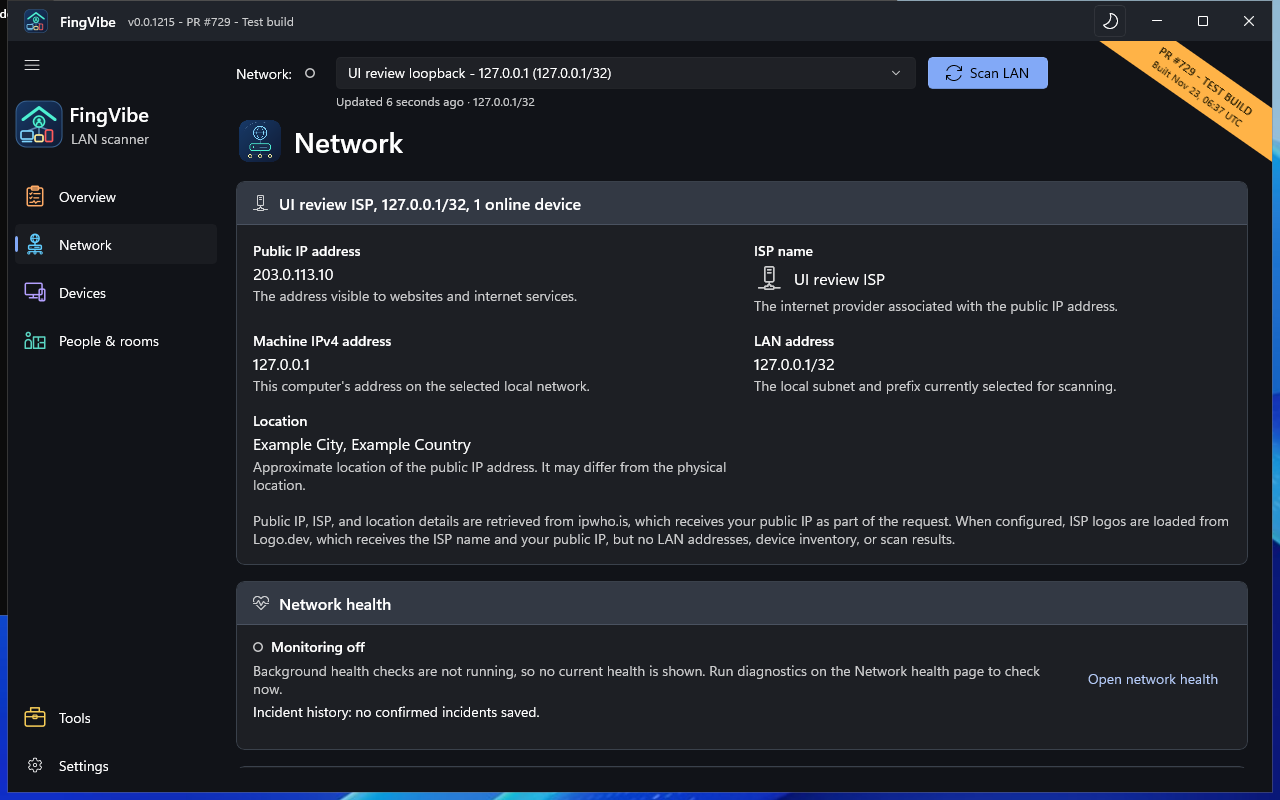 FingVibe v0.0.1215 - PR #729 - Test build
Network: UI review loopback - 127.0.0.1 (127.0.0.1/32) Scan LAN
Updated 6 seconds ago · 127.0.0.1/32
PR #729 - TEST BUILD
Built Nov 23, 06:37 UTC
FingVibe
LAN scanner
Overview
Network
Devices
People & rooms
Tools
Settings
Network
UI review ISP, 127.0.0.1/32, 1 online device
Public IP address
203.0.113.10
The address visible to websites and internet services.
ISP name
UI review ISP
The internet provider associated with the public IP address.
Machine IPv4 address
127.0.0.1
This computer's address on the selected local network.
LAN address
127.0.0.1/32
The local subnet and prefix currently selected for scanning.
Location
Example City, Example Country
Approximate location of the public IP address. It may differ from the physical
location.
Public IP, ISP, and location details are retrieved from ipwho.is, which receives your public IP as part of the request. When configured, ISP logos are loaded from
Logo.dev, which receives the ISP name and your public IP, but no LAN addresses, device inventory, or scan results.
Network health
Monitoring off
Background health checks are not running, so no current health is shown. Run diagnostics on the Network health page to check
now.
Incident history: no confirmed incidents saved.
Open network health